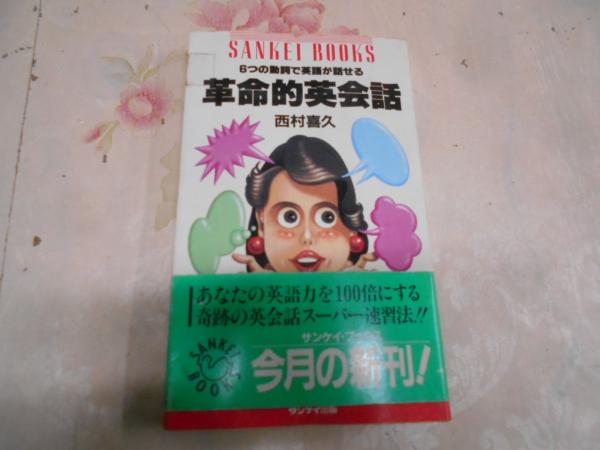 SANKEI BOOKS
6つの動詞で英語が話せる
革命的英会話
西村喜久
あなたの英語力を100倍にする
奇跡の英会話スーパー速習法!!
サンケイ・ブックス
SANKEI
BOOKS
今月の新刊!
サンケイ出版